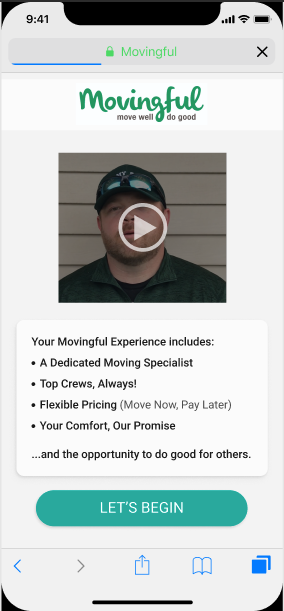 9:41
Movingful
Movingful
move well do good
Your Movingful Experience includes:
• A Dedicated Moving Specialist
• Top Crews, Always!
• Flexible Pricing (Move Now, Pay Later)
• Your Comfort, Our Promise
...and the opportunity to do good for others.
LET'S BEGIN